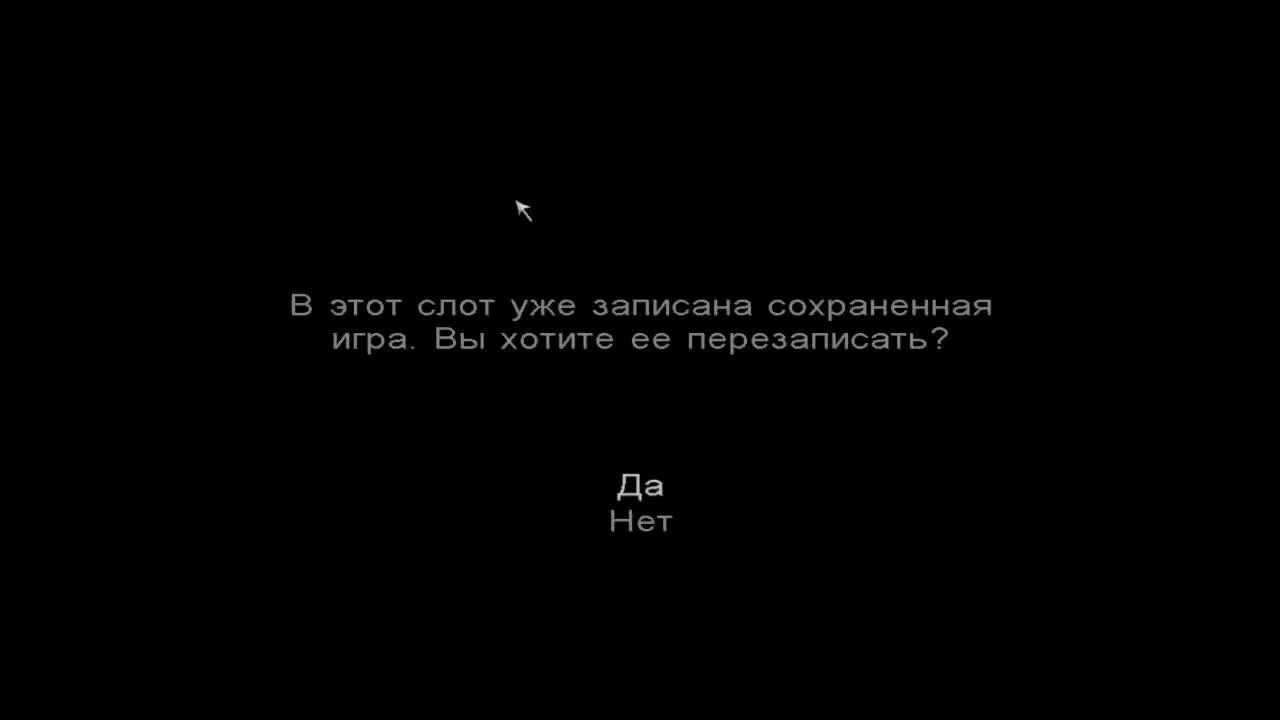 В этот слот уже записана сохраненная
игра. Вы хотите ее перезаписать?
Да
Нет